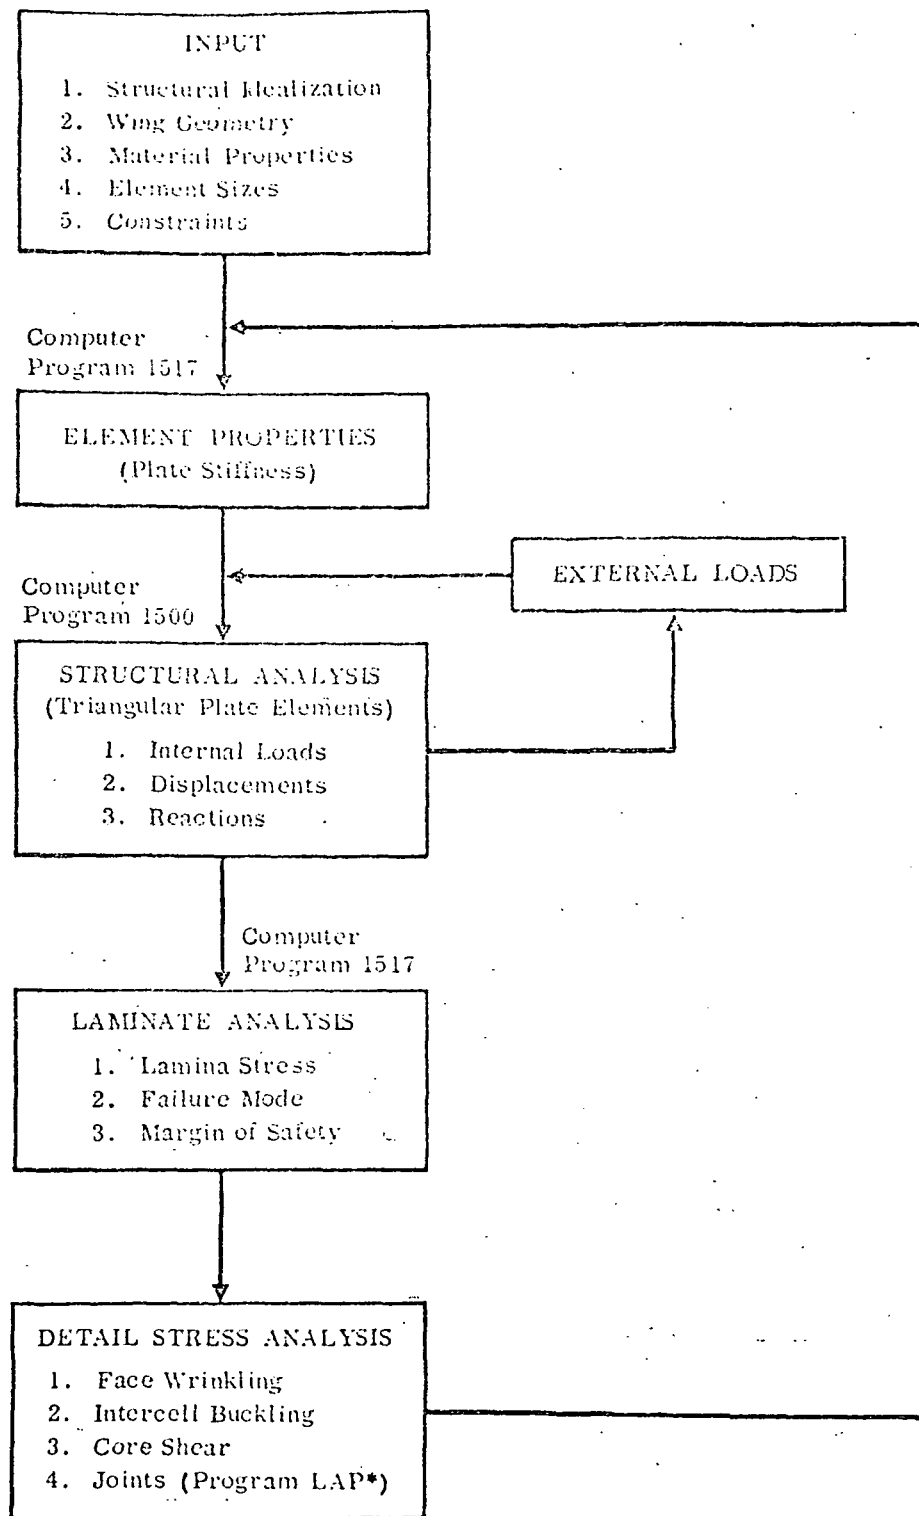 INPUT
1. Structural Idealization
2. Wing Geometry
3. Material Properties
4. Element Sizes
5. Constraints
Computer
Program 1517
ELEMENT PROPERTIES
(Plate Stiffness)
EXTERNAL LOADS
Computer
Program 1500
STRUCTURAL ANALYSIS
(Triangular Plate Elements)
1. Internal Loads
2. Displacements
3. Reactions
Computer
Program 1517
LAMINATE ANALYSIS
1. Lamina Stress
2. Failure Mode
3. Margin of Safety
DETAIL STRESS ANALYSIS
1. Face Wrinkling
2. Intercell Buckling
3. Core Shear
4. Joints (Program LAP*)